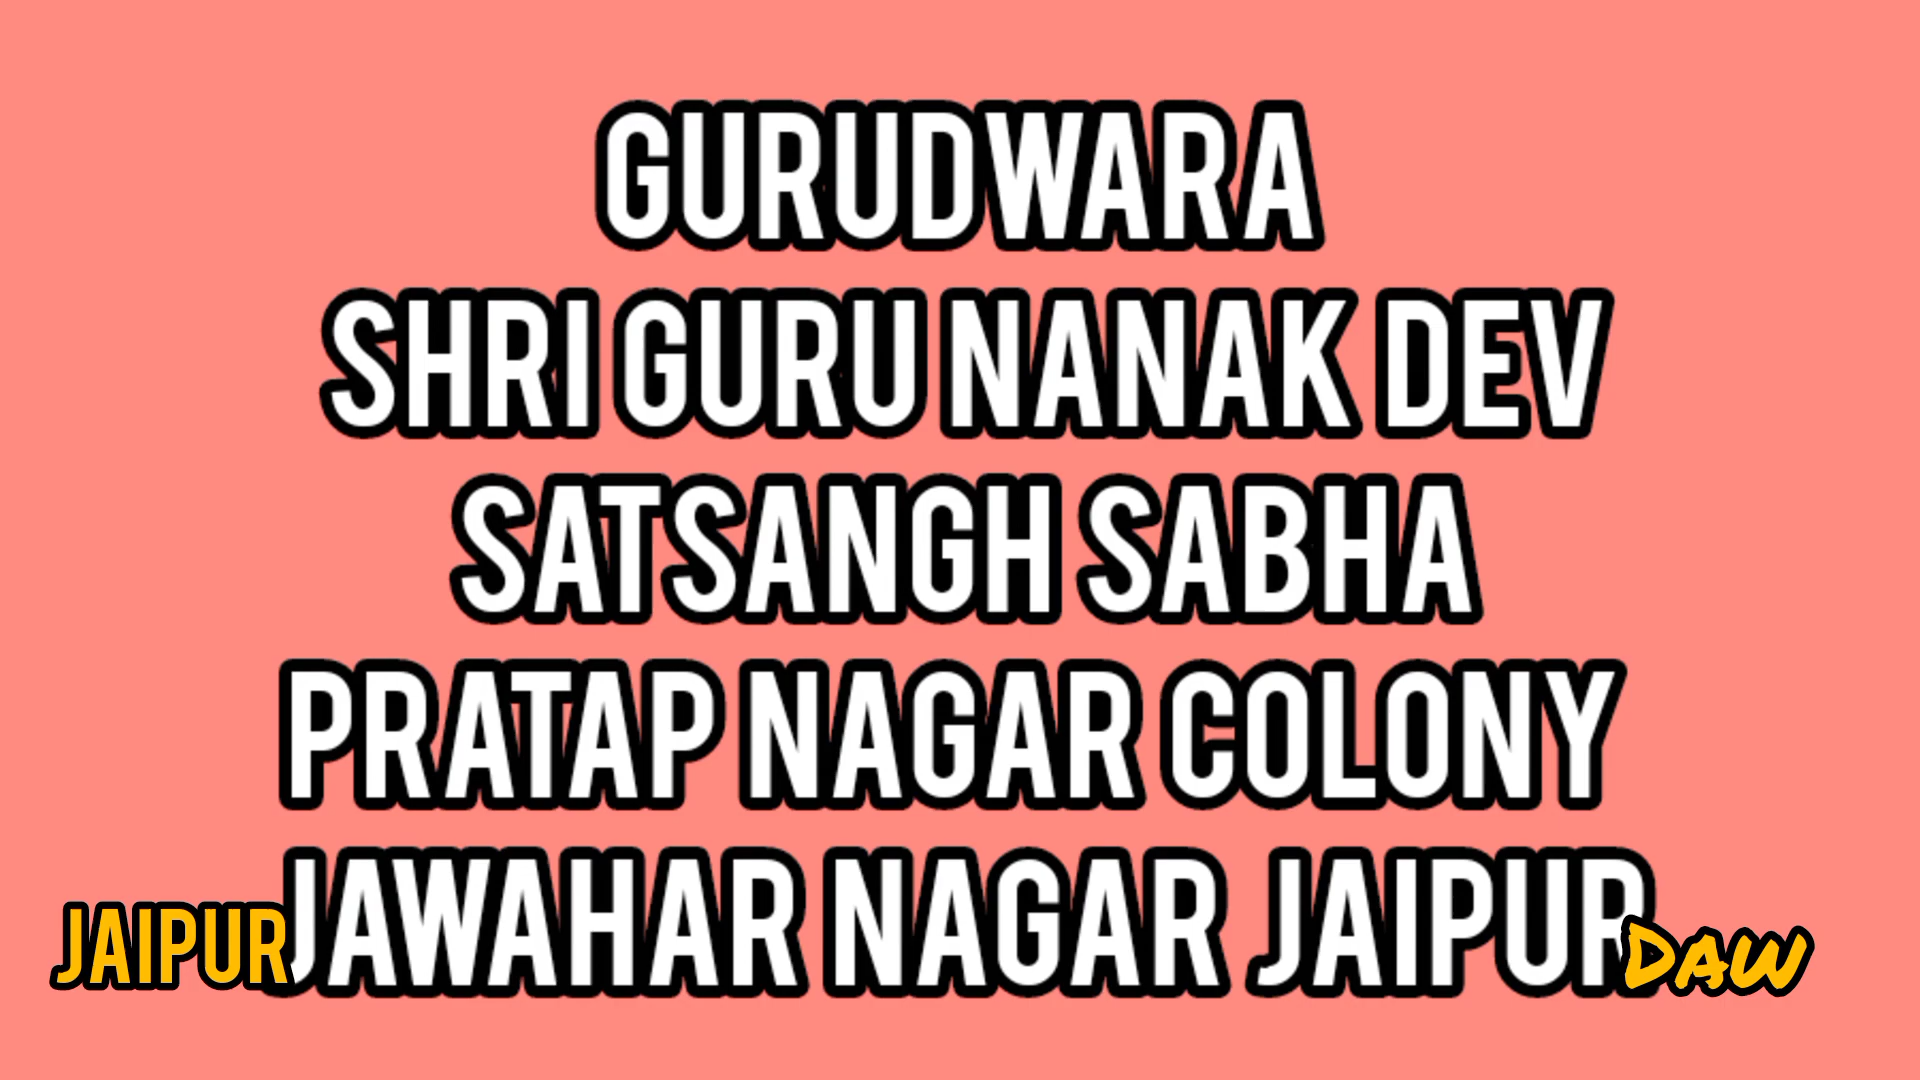 GURUDWARA
SHRI GURU NANAK DEV
SATSANGH SABHA
PRATAP NAGAR COLONY
JAWAHAR NAGAR JAIPUR
JAIPUR
DAW